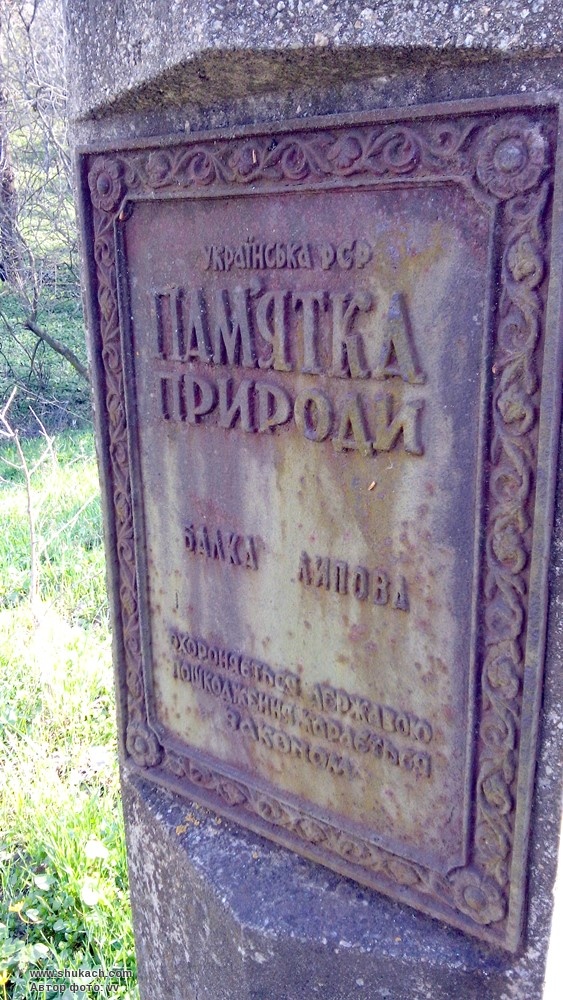 УКРАЇНСЬКА РСР
ПАМ'ЯТКА
ПРИРОДИ
БАЛКА ЛИПОВА
ОХОРОНЯЄТЬСЯ ДЕРЖАВОЮ
ПОШКОДЖЕННЯ КАРАЄТЬСЯ
ЗАКОНОМ
www.shukach.com
Автор фото: vv